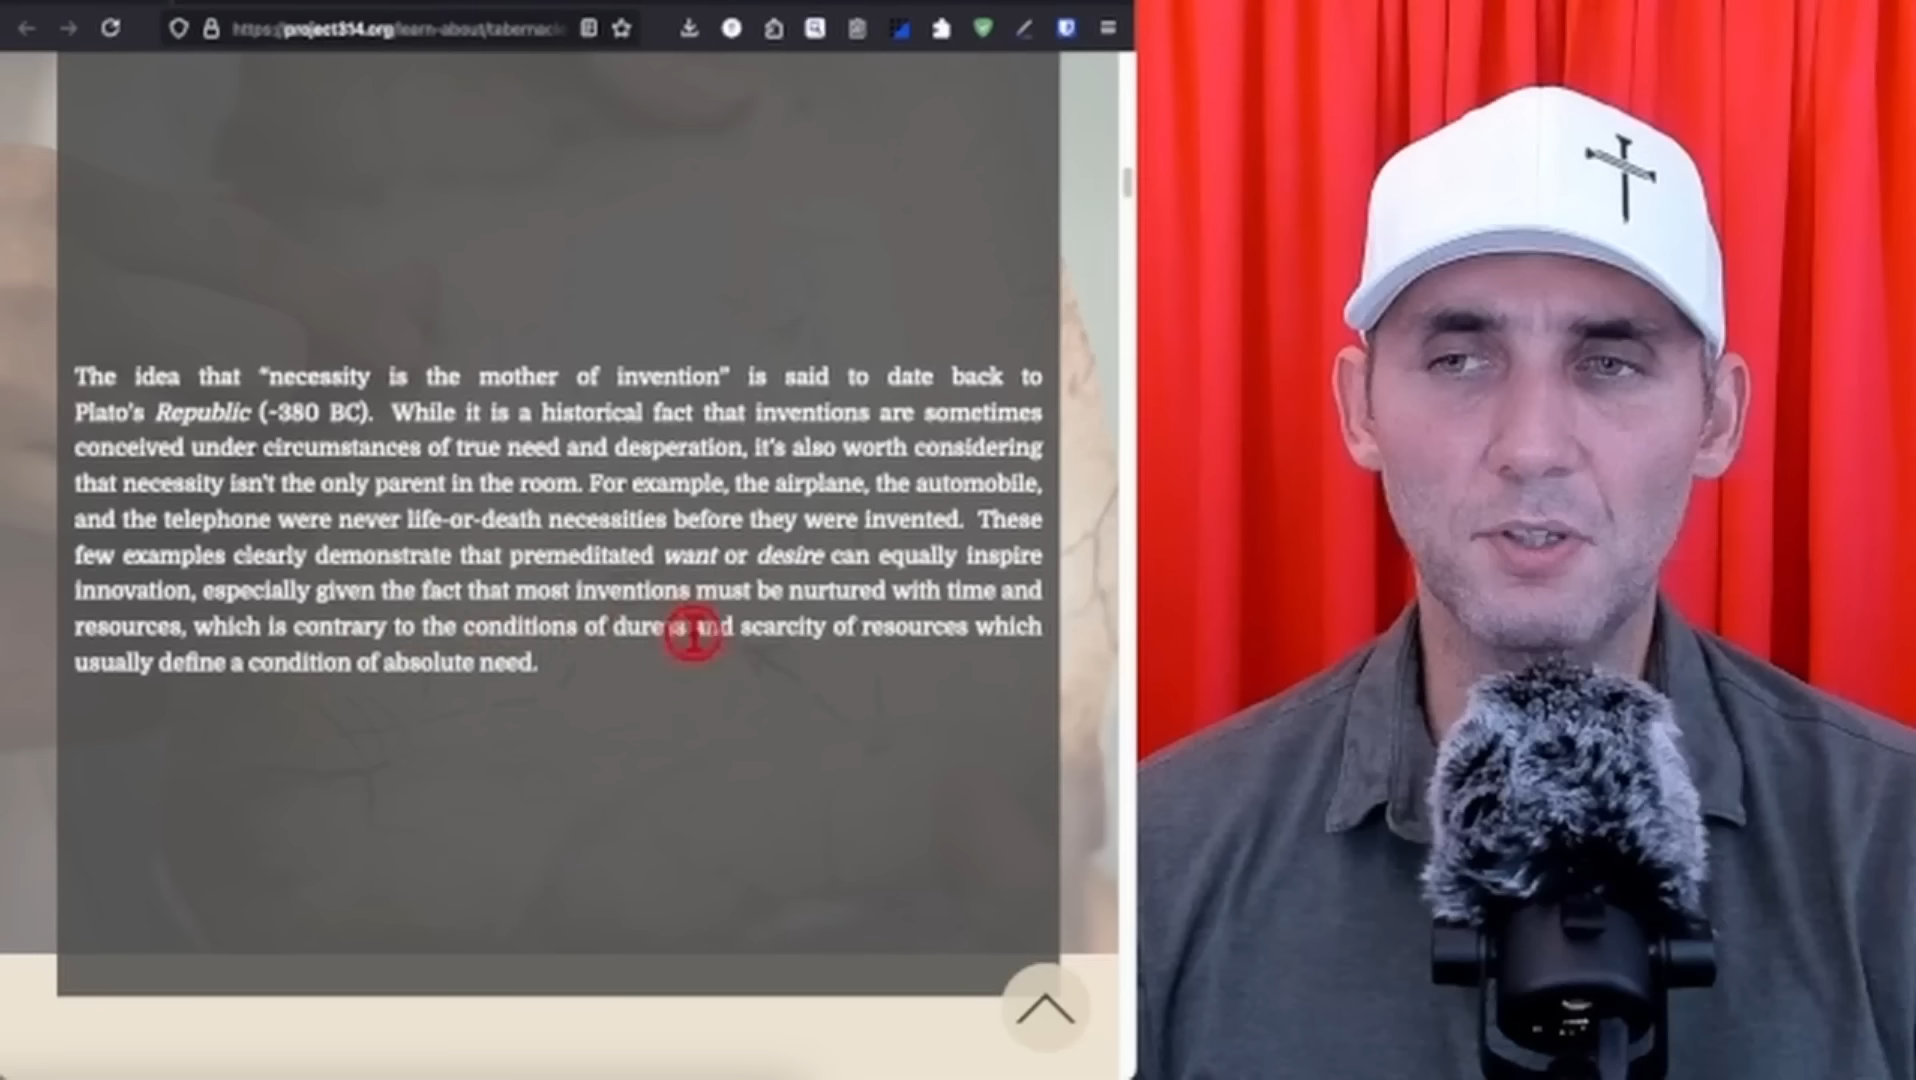 https://project314.org/learn-about/tabernacle
The idea that "necessity is the mother of invention" is said to date back to
Plato's Republic (~380 BC). While it is a historical fact that inventions are sometimes
conceived under circumstances of true need and desperation, it's also worth considering
that necessity isn't the only parent in the room. For example, the airplane, the automobile,
and the telephone were never life-or-death necessities before they were invented. These
few examples clearly demonstrate that premeditated want or desire can equally inspire
innovation, especially given the fact that most inventions must be nurtured with time and
resources, which is contrary to the conditions of duress and scarcity of resources which
usually define a condition of absolute need.